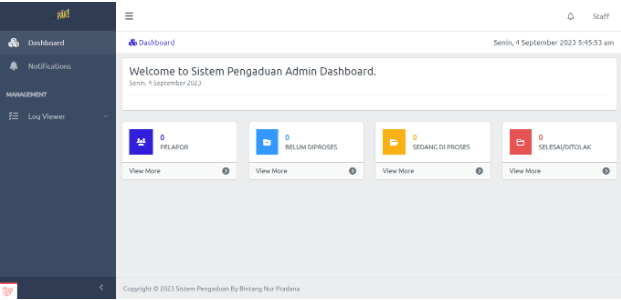 PAK!
Staff
Dashboard
Notifications
MANAGEMENT
Log Viewer
Dashboard
Senin, 4 September 2023 5:45:53 am
Welcome to Sistem Pengaduan Admin Dashboard.
Senin, 4 September 2023
0
PELAPOR
View More
0
BELUM DIPROSES
View More
0
SEDANG DI PROSES
View More
0
SELESAI/DITOLAK
View More
Copyright © 2023 Sistem Pengaduan By Bintang Nur Pradana